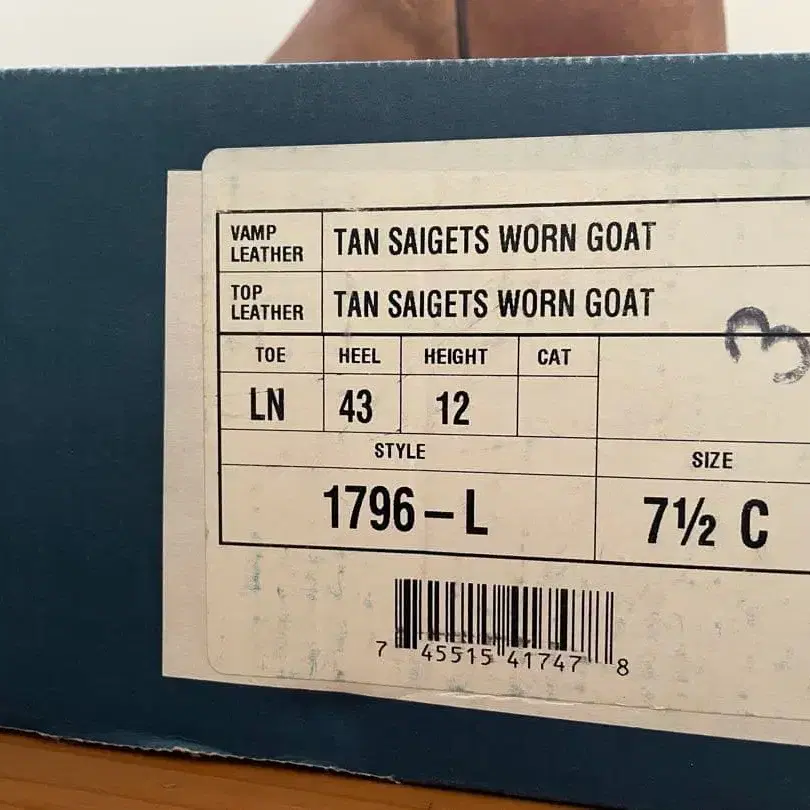 VAMP LEATHER TAN SAIGETS WORN GOAT
TOP LEATHER TAN SAIGETS WORN GOAT
3
TOE HEEL HEIGHT CAT
LN 43 12
STYLE SIZE
1796-L 7½ C
7 45515 41747 8